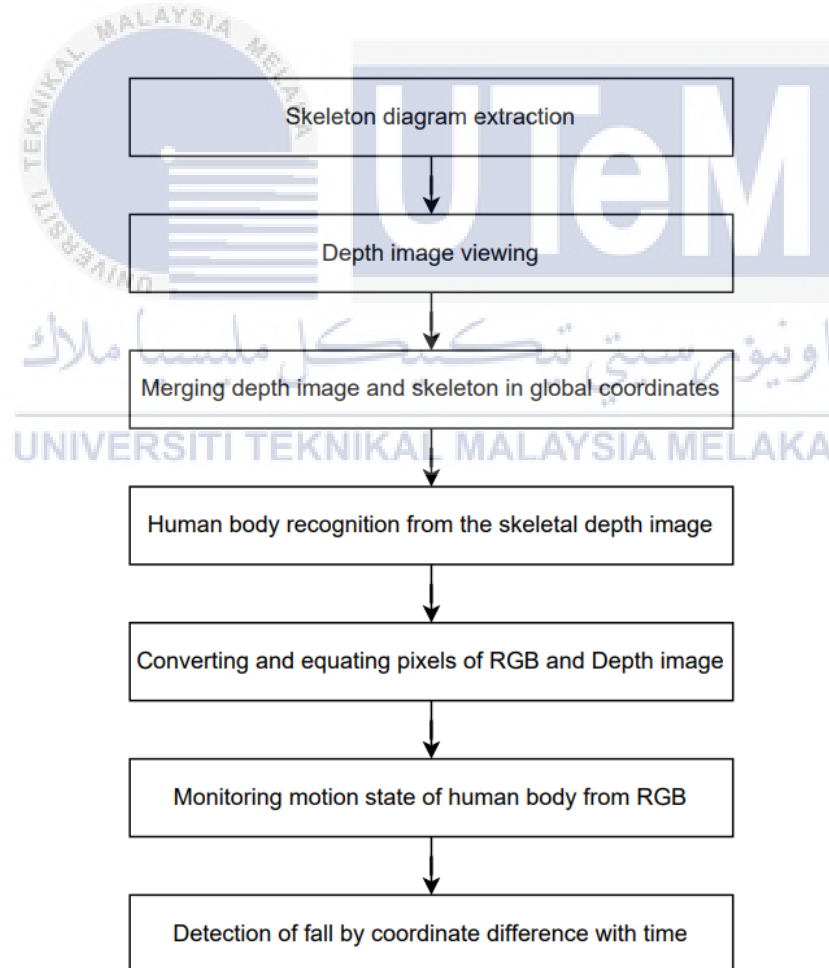 UNIVERSITI TEKNIKAL MALAYSIA MELAKA
UTeM
Skeleton diagram extraction
Depth image viewing
اونيۏرسيتي تيكنيكل مليسيا ملاك
Merging depth image and skeleton in global coordinates
UNIVERSITI TEKNIKAL MALAYSIA MELAKA
Human body recognition from the skeletal depth image
Converting and equating pixels of RGB and Depth image
Monitoring motion state of human body from RGB
Detection of fall by coordinate difference with time